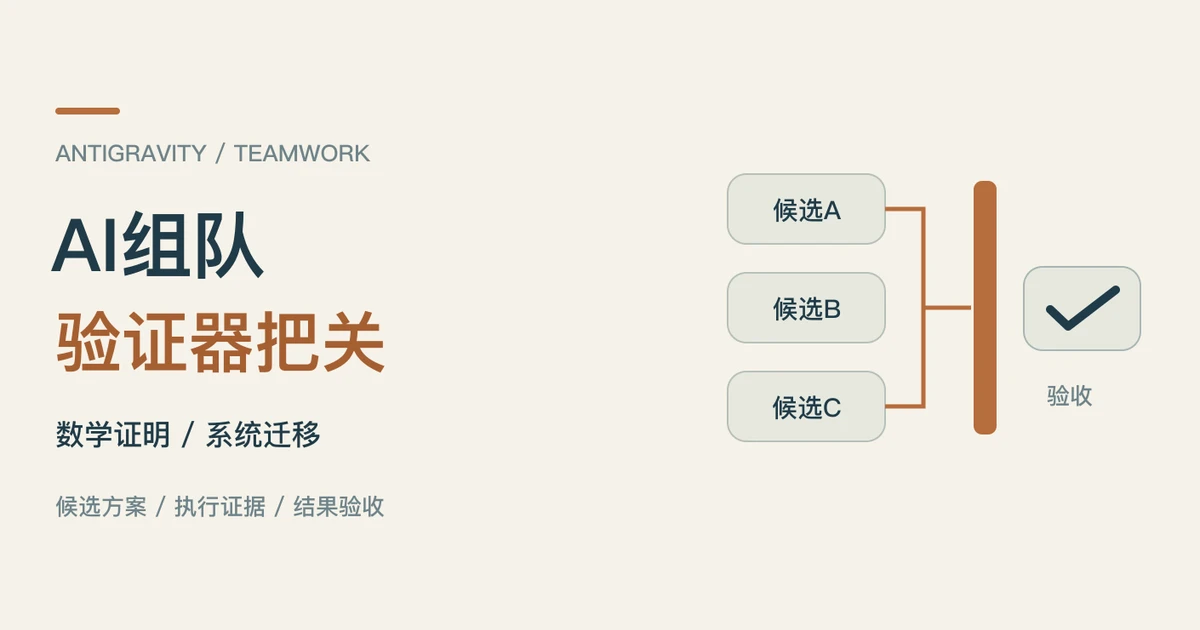 ANTIGRAVITY / TEAMWORK
AI组队
验证器把关
数学证明 / 系统迁移
候选方案 / 执行证据 / 结果验收
候选A
候选B
候选C
验收